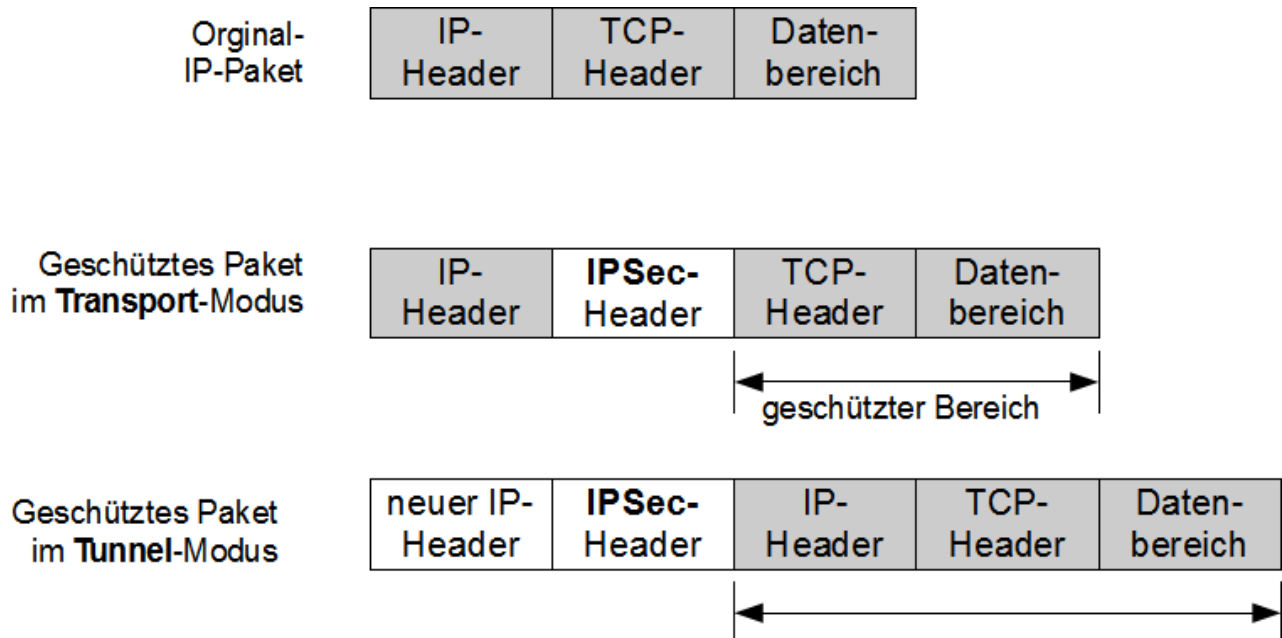 Orginal-
IP-Paket
IP-
Header
TCP-
Header
Daten-
bereich
Geschütztes Paket
im Transport-Modus
IP-
Header
IPSec-
Header
TCP-
Header
Daten-
bereich
geschützter Bereich
Geschütztes Paket
im Tunnel-Modus
neuer IP-
Header
IPSec-
Header
IP-
Header
TCP-
Header
Daten-
bereich